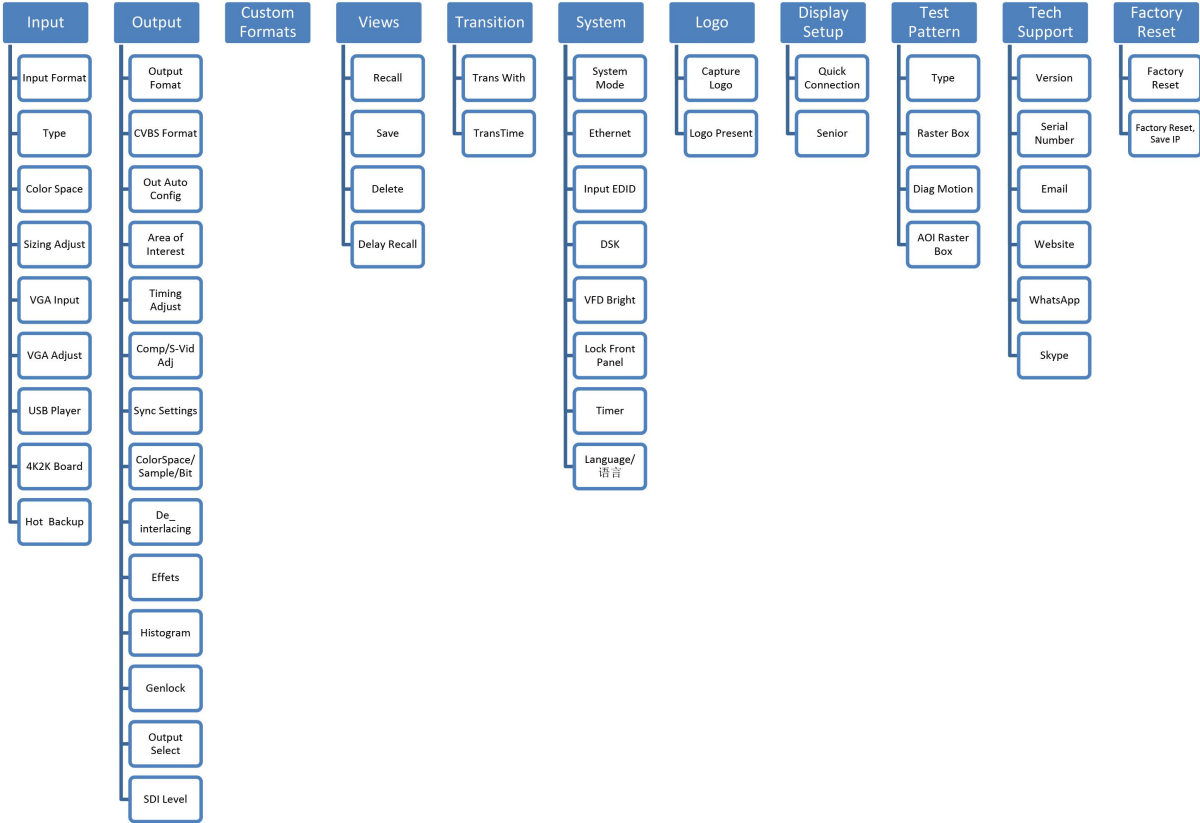 Input
Input Format
Type
Color Space
Sizing Adjust
VGA Input
VGA Adjust
USB Player
4K2K Board
Hot Backup
Output
Output
Fomat
CVBS Format
Out Auto
Config
Area of
Interest
Timing
Adjust
Comp/S-Vid
Adj
Sync Settings
ColorSpace/
Sample/Bit
De_
interlacing
Effets
Histogram
Genlock
Output
Select
SDI Level
Custom
Formats
Views
Recall
Save
Delete
Delay Recall
Transition
Trans With
TransTime
System
System
Mode
Ethernet
Input EDID
DSK
VFD Bright
Lock Front
Panel
Timer
Language/
语言
Logo
Capture
Logo
Logo Present
Display
Setup
Quick
Connection
Senior
Test
Pattern
Type
Raster Box
Diag Motion
AOI Raster
Box
Tech
Support
Version
Serial
Number
Email
Website
WhatsApp
Skype
Factory
Reset
Factory
Reset
Factory Reset,
Save IP